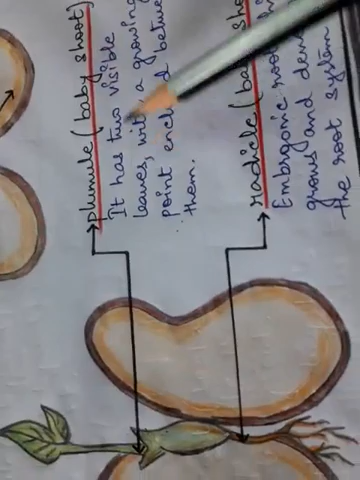 plumule (baby shoot)
It has two visible
leaves, with a growing
point enclosed between
them.
radicle (baby
Embryonic root
grows and
the root system